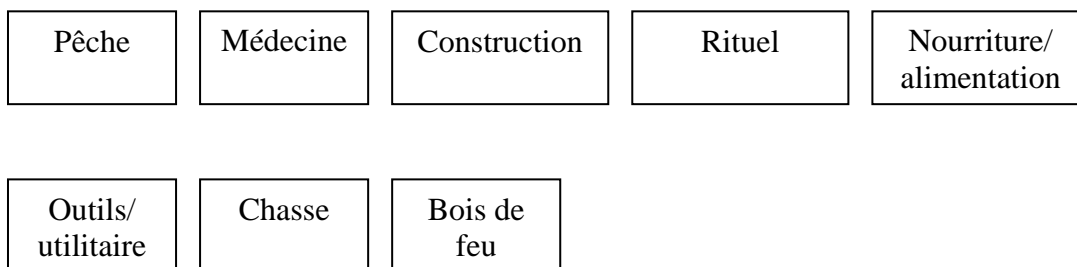 Pêche
Médecine
Construction
Rituel
Nourriture/
alimentation
Outils/
utilitaire
Chasse
Bois de
feu